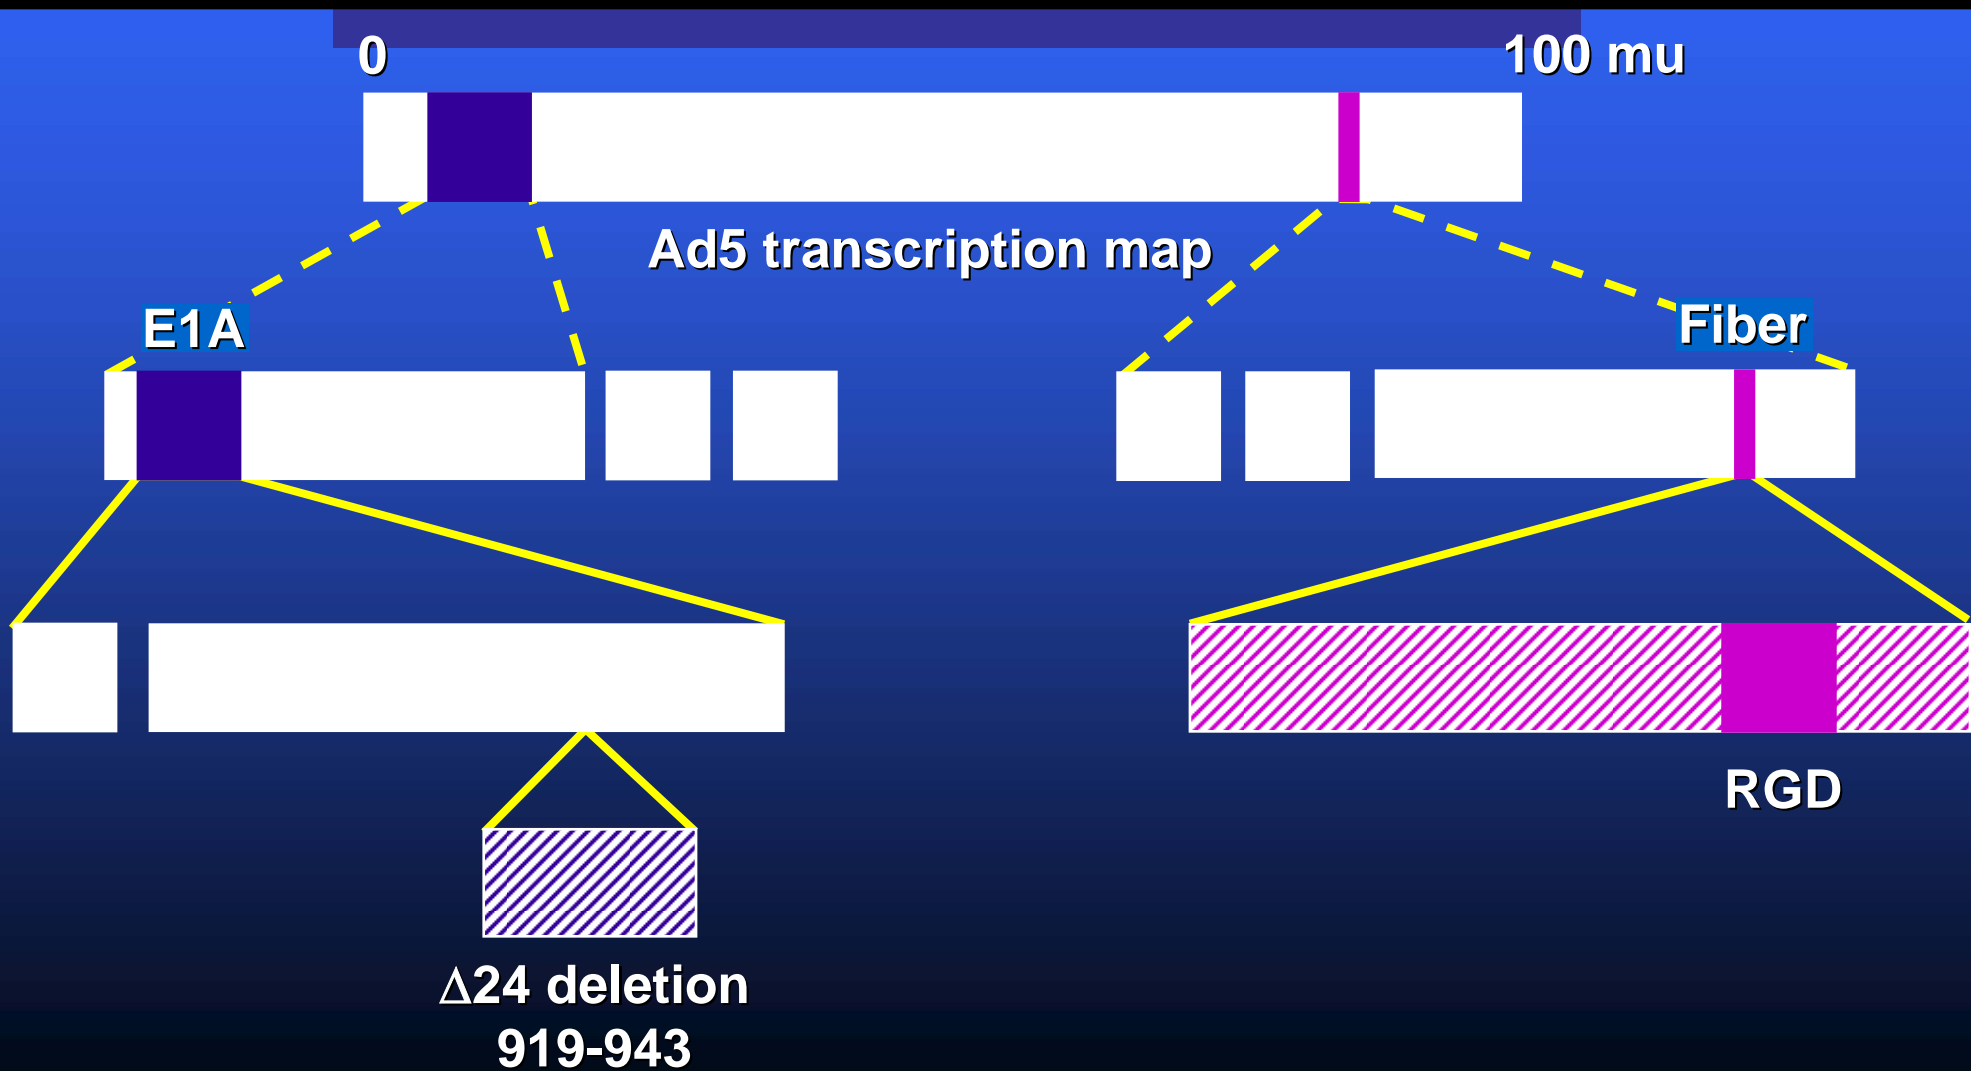 0
100 mu
Ad5 transcription map
E1A
Fiber
RGD
Δ24 deletion
919-943